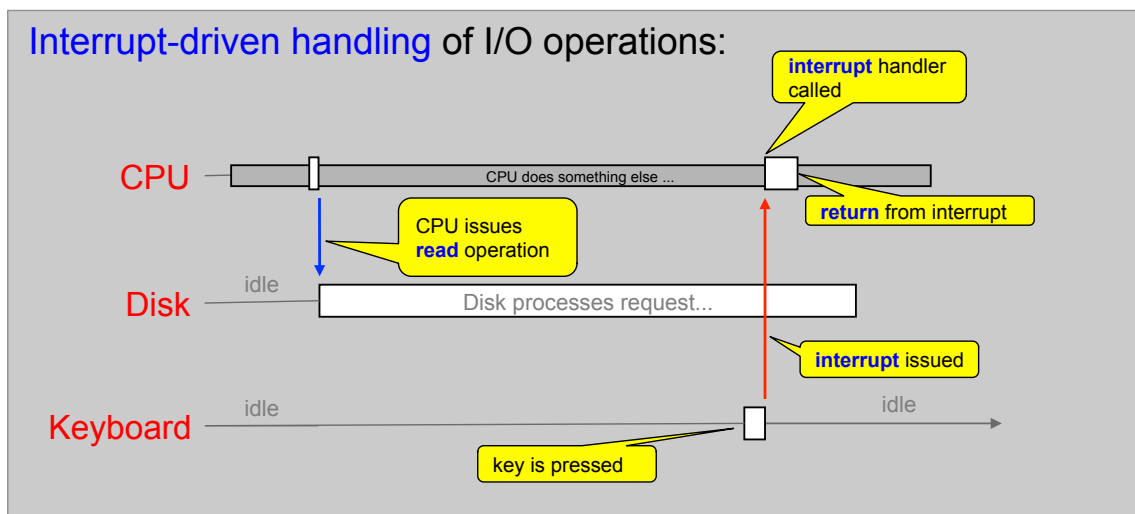 Interrupt-driven handling of I/O operations:
interrupt handler
called
CPU
CPU does something else ...
return from interrupt
CPU issues
read operation
idle
Disk
Disk processes request...
interrupt issued
idle
idle
Keyboard
key is pressed